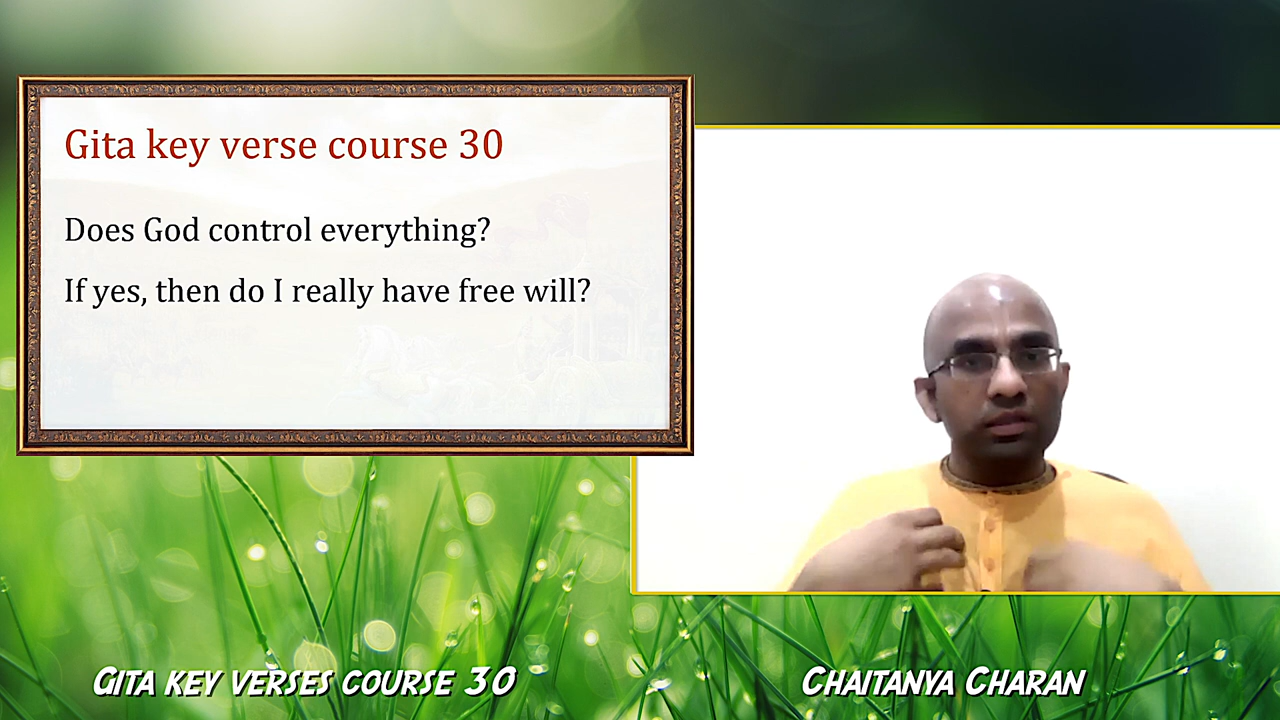 Gita key verse course 30
Does God control everything?
If yes, then do I really have free will?
Gita key verses course 30
Chaitanya Charan